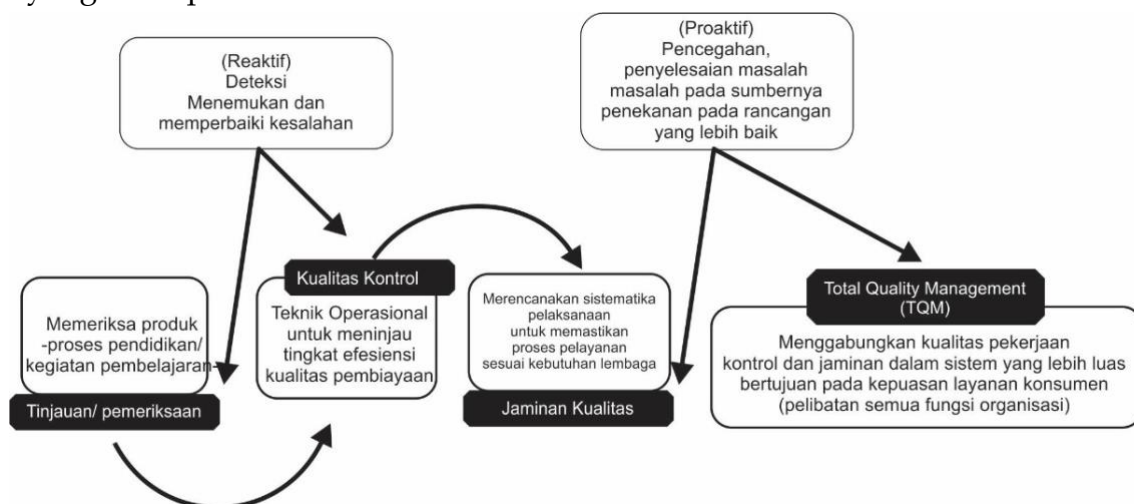 (Reaktif)
Deteksi
Menemukan dan
memperbaiki kesalahan
(Proaktif)
Pencegahan,
penyelesaian masalah
masalah pada sumbernya
penekanan pada rancangan
yang lebih baik
Memeriksa produk
-proses pendidikan/
kegiatan pembelajaran-
Tinjauan/ pemeriksaan
Kualitas Kontrol
Teknik Operasional
untuk meninjau
tingkat efesiensi
kualitas pembiayaan
Merencanakan sistematika
pelaksanaan
untuk memastikan
proses pelayanan
sesuai kebutuhan lembaga
Jaminan Kualitas
Total Quality Management
(TQM)
Menggabungkan kualitas pekerjaan
kontrol dan jaminan dalam sistem yang lebih luas
bertujuan pada kepuasan layanan konsumen
(pelibatan semua fungsi organisasi)